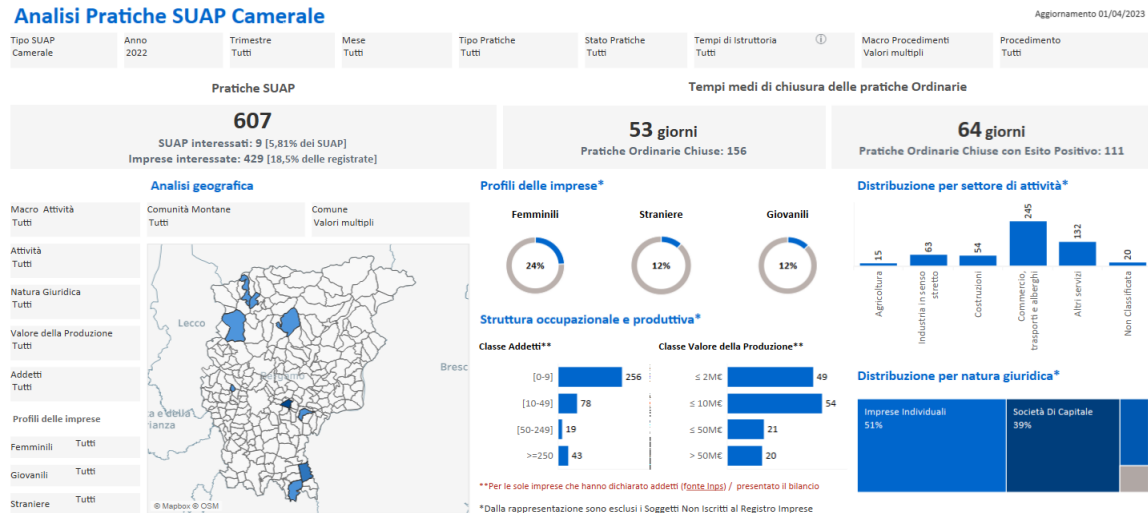 Analisi Pratiche SUAP Camerale
Aggiornamento 01/04/2023
Tipo SUAP
Camerale
Anno
2022
Trimestre
Tutti
Mese
Tutti
Tipo Pratiche
Tutti
Stato Pratiche
Tutti
Tempi di Istruttoria
Tutti
Macro Procedimenti
Valori multipli
Procedimento
Tutti
Pratiche SUAP
607
SUAP interessati: 9 [5,81% dei SUAP]
Imprese interessate: 429 [18,5% delle registrate]
Tempi medi di chiusura delle pratiche Ordinarie
53 giorni
Pratiche Ordinarie Chiuse: 156
64 giorni
Pratiche Ordinarie Chiuse con Esito Positivo: 111
Analisi geografica
Macro Attività
Tutti
Comunità Montane
Tutti
Comune
Valori multipli
Attività
Tutti
Natura Giuridica
Tutti
Valore della Produzione
Tutti
Addetti
Tutti
Profili delle imprese
Femminili Tutti
Giovanili Tutti
Straniere Tutti
Lecco
Bergamo
Bresc
a e della
rianza
© Mapbox © OSM
Profili delle imprese*
Femminili
24%
Straniere
12%
Giovanili
12%
Struttura occupazionale e produttiva*
Classe Addetti**
[0-9] 256
[10-49] 78
[50-249] 19
>=250 43
Classe Valore della Produzione**
≤ 2M€ 49
≤ 10M€ 54
≤ 50M€ 21
> 50M€ 20
**Per le sole imprese che hanno dichiarato addetti (fonte Inps) / presentato il bilancio
*Dalla rappresentazione sono esclusi i Soggetti Non Iscritti al Registro Imprese
Distribuzione per settore di attività*
15
63
54
245
132
20
Agricoltura
Industria in senso
stretto
Costruzioni
Commercio,
trasporti e alberghi
Altri servizi
Non Classificata
Distribuzione per natura giuridica*
Imprese Individuali
51%
Società Di Capitale
39%